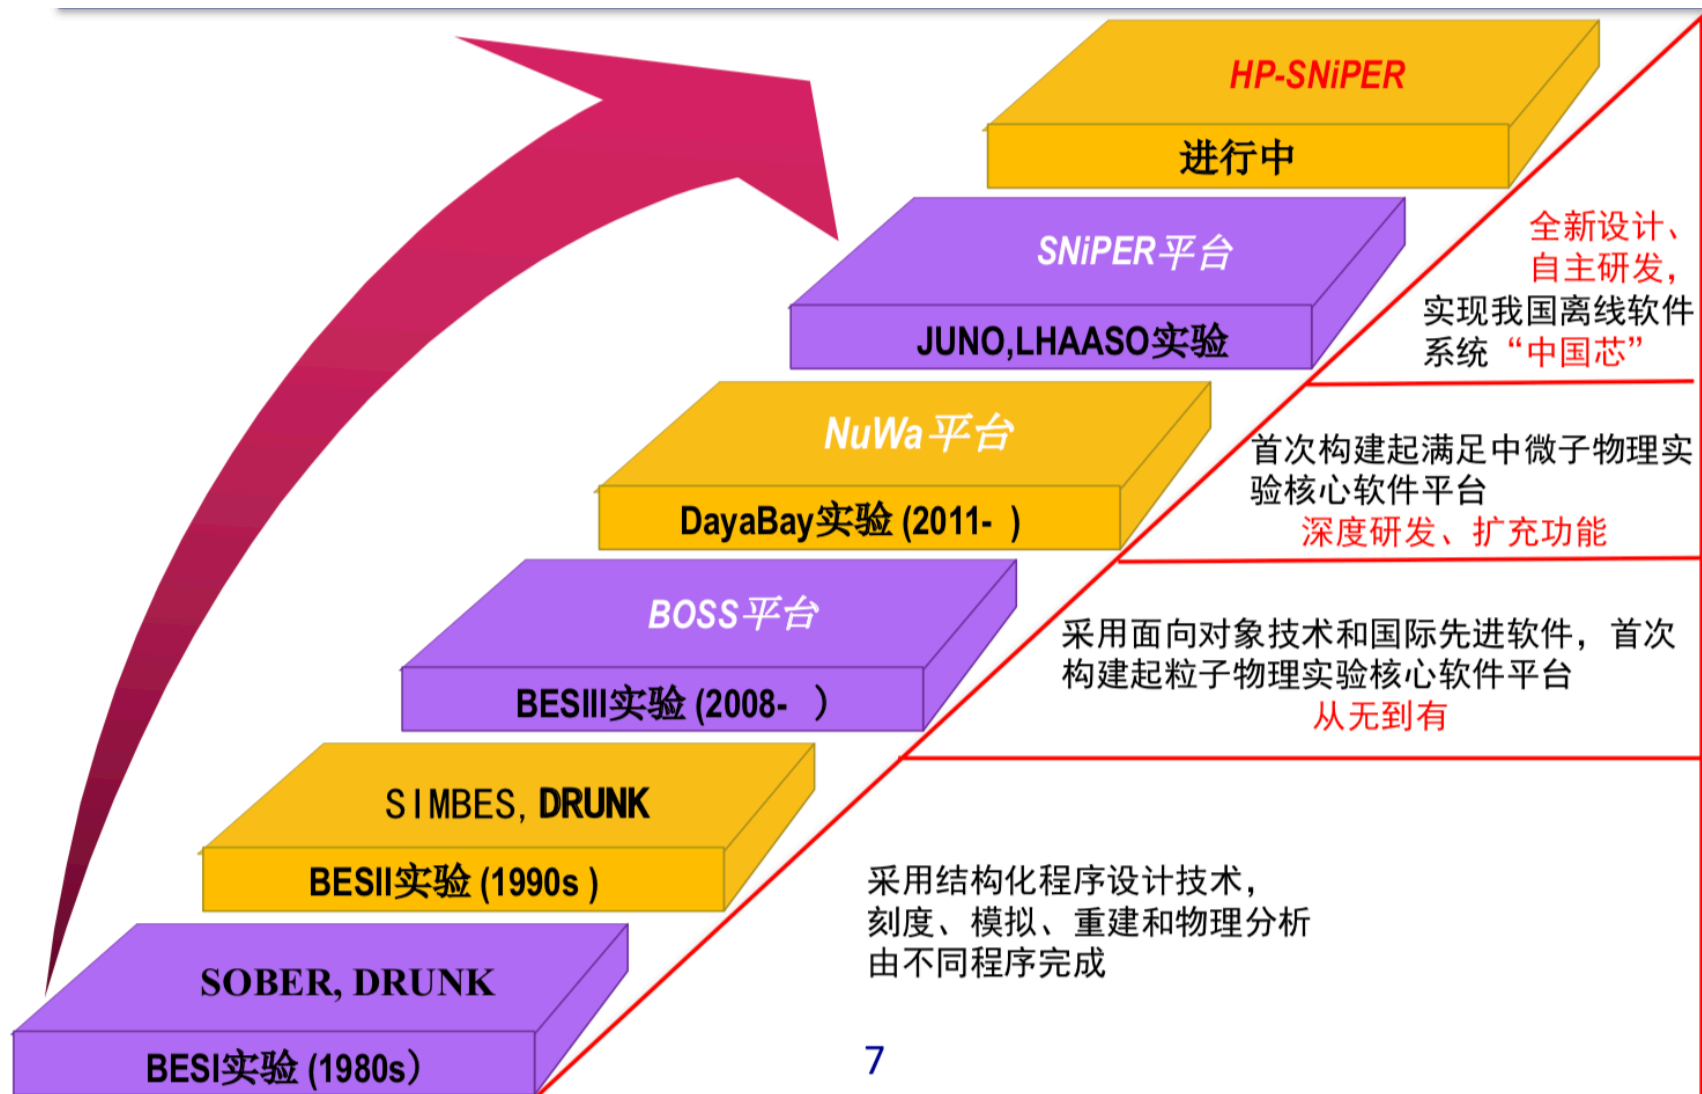 HP-SNiPER
进行中
SNiPER平台
JUNO,LHAASO实验
全新设计、
自主研发，
实现我国离线软件
系统“中国芯”
NuWa平台
DayaBay实验 (2011-  )
首次构建起满足中微子物理实
验核心软件平台
深度研发、扩充功能
BOSS平台
BESIII实验 (2008-  ）
采用面向对象技术和国际先进软件，首次
构建起粒子物理实验核心软件平台
从无到有
SIMBES, DRUNK
BESII实验 (1990s )
采用结构化程序设计技术，
刻度、模拟、重建和物理分析
由不同程序完成
SOBER, DRUNK
BESI实验 (1980s）
7